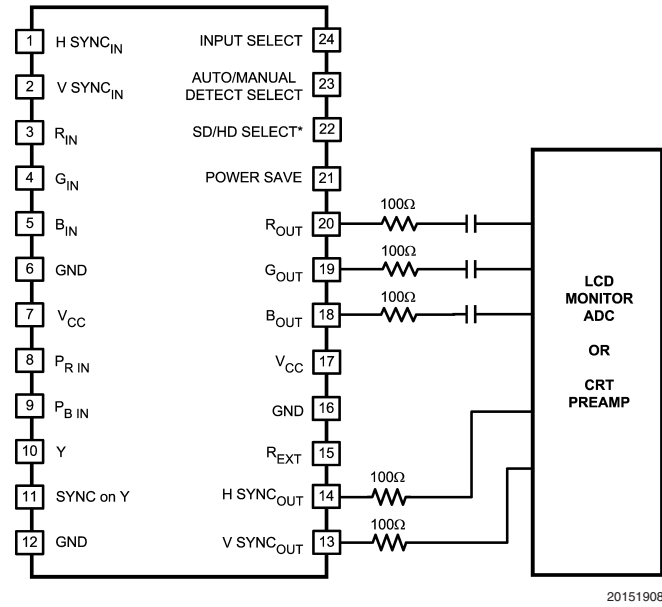 1 H SYNC_IN
2 V SYNC_IN
3 R_IN
4 G_IN
5 B_IN
6 GND
7 V_CC
8 P_R IN
9 P_B IN
10 Y
11 SYNC on Y
12 GND
INPUT SELECT 24
AUTO/MANUAL
DETECT SELECT 23
SD/HD SELECT* 22
POWER SAVE 21
R_OUT 20
G_OUT 19
B_OUT 18
V_CC 17
GND 16
R_EXT 15
H SYNC_OUT 14
V SYNC_OUT 13
100Ω
100Ω
100Ω
100Ω
100Ω
LCD
MONITOR
ADC
OR
CRT
PREAMP
20151908